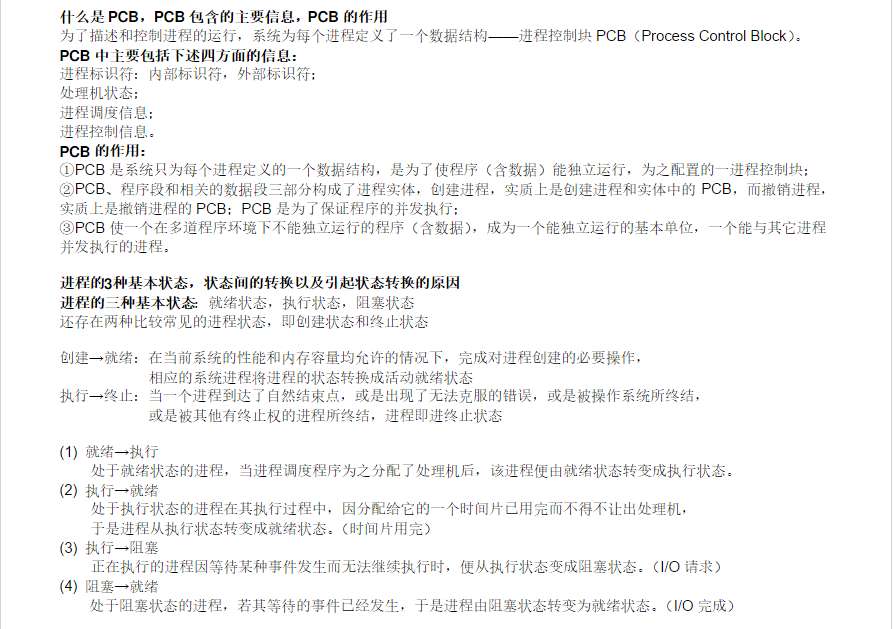 什么是 PCB，PCB 包含的主要信息，PCB 的作用
为了描述和控制进程的运行，系统为每个进程定义了一个数据结构——进程控制块 PCB（Process Control Block）。
PCB 中主要包括下述四方面的信息：
进程标识符：内部标识符，外部标识符；
处理机状态；
进程调度信息；
进程控制信息。
PCB 的作用：
①PCB 是系统只为每个进程定义的一个数据结构，是为了使程序（含数据）能独立运行，为之配置的一进程控制块；
②PCB、程序段和相关的数据段三部分构成了进程实体，创建进程，实质上是创建进程和实体中的 PCB，而撤销进程，
实质上是撤销进程的 PCB；PCB 是为了保证程序的并发执行；
③PCB 使一个在多道程序环境下不能独立运行的程序（含数据），成为一个能独立运行的基本单位，一个能与其它进程
并发执行的进程。
进程的3种基本状态，状态间的转换以及引起状态转换的原因
进程的三种基本状态：就绪状态，执行状态，阻塞状态
还存在两种比较常见的进程状态，即创建状态和终止状态
创建→就绪：在当前系统的性能和内存容量均允许的情况下，完成对进程创建的必要操作，
相应的系统进程将进程的状态转换成活动就绪状态
执行→终止：当一个进程到达了自然结束点，或是出现了无法克服的错误，或是被操作系统所终结，
或是被其他有终止权的进程所终结，进程即进终止状态
(1) 就绪→执行
处于就绪状态的进程，当进程调度程序为之分配了处理机后，该进程便由就绪状态转变成执行状态。
(2) 执行→就绪
处于执行状态的进程在其执行过程中，因分配给它的一个时间片已用完而不得不让出处理机，
于是进程从执行状态转变成就绪状态。（时间片用完）
(3) 执行→阻塞
正在执行的进程因等待某种事件发生而无法继续执行时，便从执行状态变成阻塞状态。（I/O 请求）
(4) 阻塞→就绪
处于阻塞状态的进程，若其等待的事件已经发生，于是进程由阻塞状态转变为就绪状态。（I/O 完成）